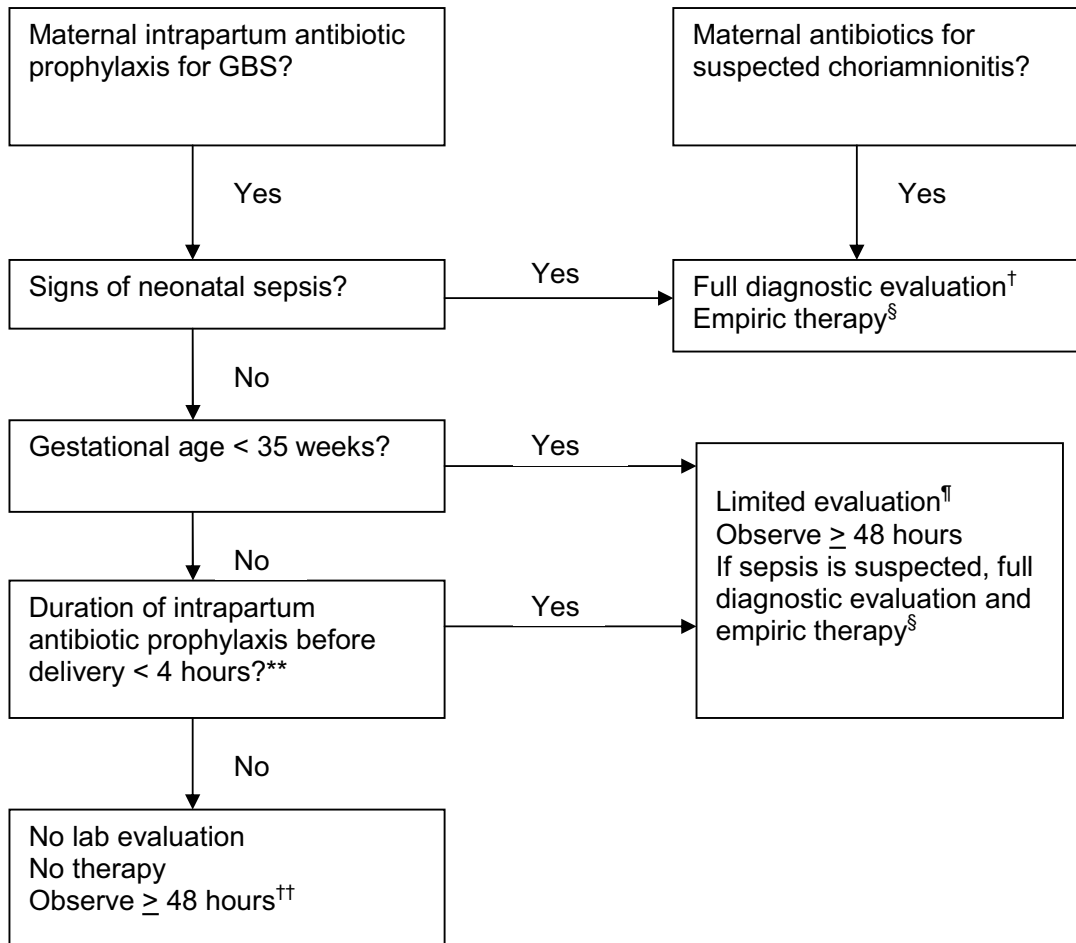 Maternal intrapartum antibiotic
prophylaxis for GBS?
Maternal antibiotics for
suspected choriamnionitis?
Yes
Yes
Signs of neonatal sepsis?
Yes
Full diagnostic evaluation†
Empiric therapy§
No
Gestational age < 35 weeks?
Yes
Limited evaluation¶
Observe ≥ 48 hours
If sepsis is suspected, full
diagnostic evaluation and
empiric therapy§
No
Duration of intrapartum
antibiotic prophylaxis before
delivery < 4 hours?**
Yes
No
No lab evaluation
No therapy
Observe ≥ 48 hours††